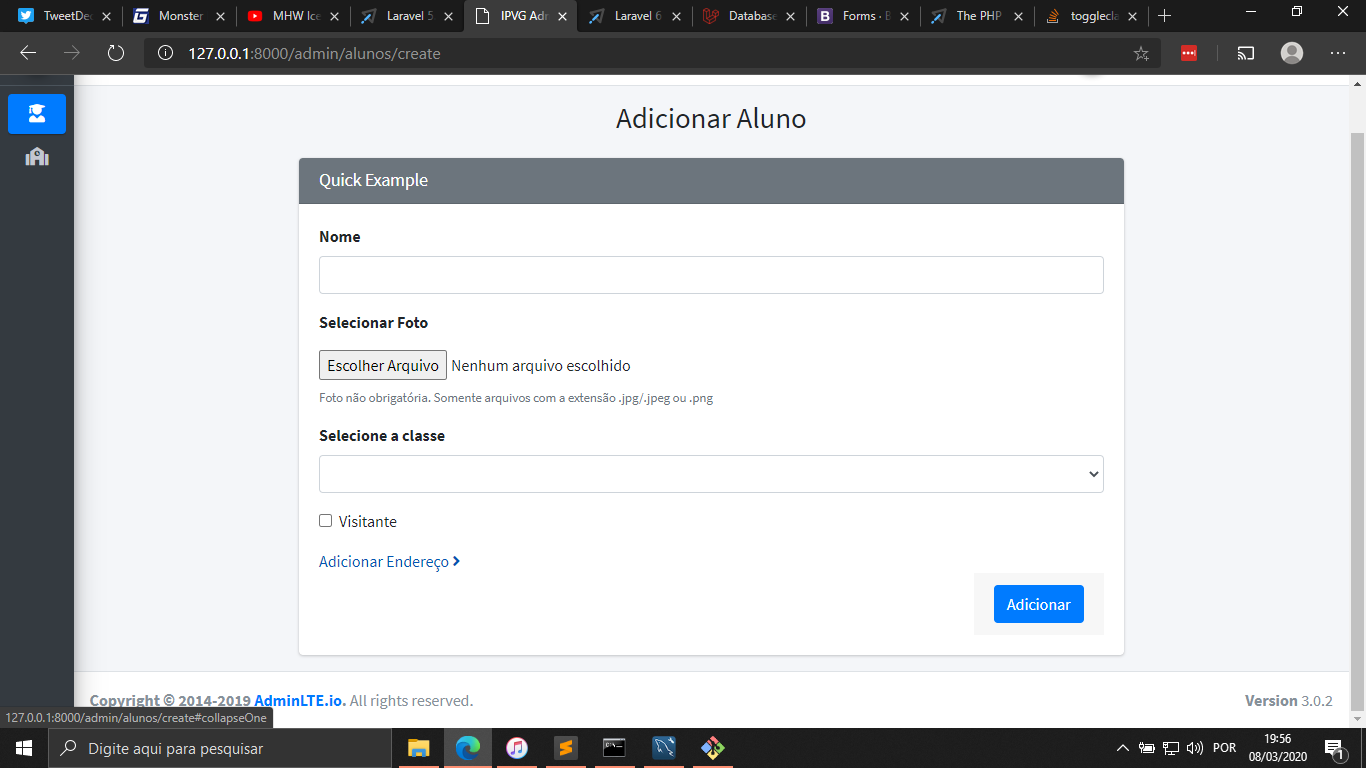 TweetDec
Monster
MHW Ice
Laravel 5
IPVG Adn
Laravel 6
Database
Forms · B
The PHP
togglecla
127.0.0.1:8000/admin/alunos/create
Adicionar Aluno
Quick Example
Nome
Selecionar Foto
Escolher Arquivo Nenhum arquivo escolhido
Foto não obrigatória. Somente arquivos com a extensão .jpg/.jpeg ou .png
Selecione a classe
Visitante
Adicionar Endereço
Adicionar
Copyright © 2014-2019 AdminLTE.io. All rights reserved.
Version 3.0.2
127.0.0.1:8000/admin/alunos/create#collapseOne
Digite aqui para pesquisar
POR
19:56
08/03/2020
1